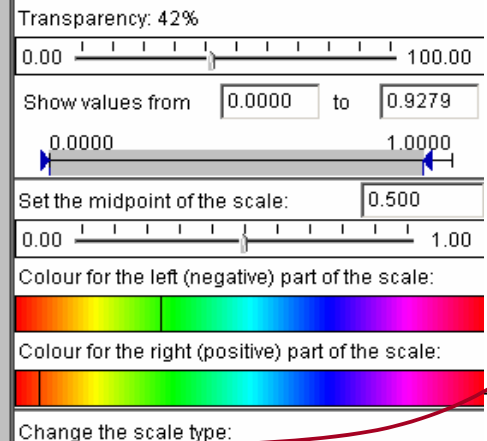 Transparency: 42%
0.00 100.00
Show values from 0.0000 to 0.9279
0.0000 1.0000
Set the midpoint of the scale: 0.500
0.00 1.00
Colour for the left (negative) part of the scale:
Colour for the right (positive) part of the scale:
Change the scale type: